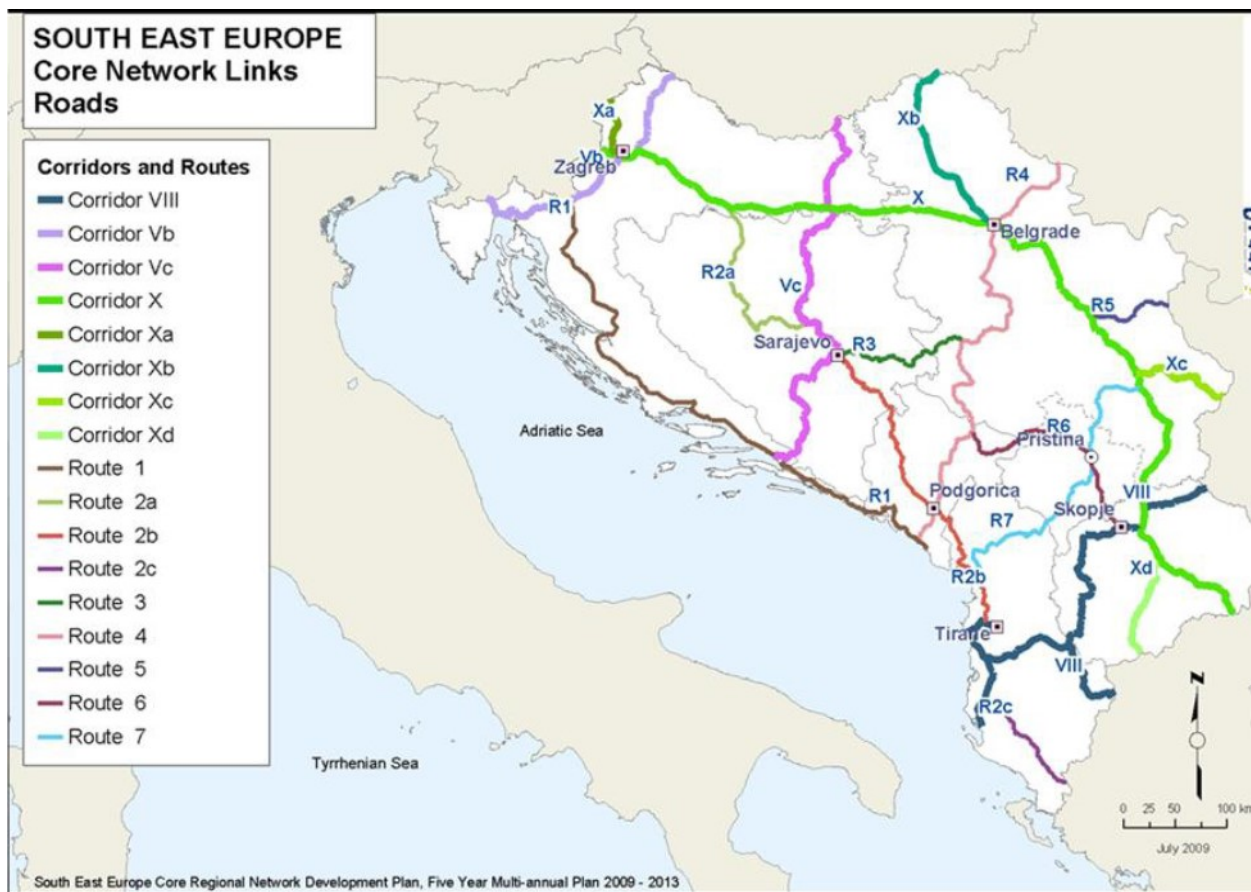 SOUTH EAST EUROPE
Core Network Links
Roads
Corridors and Routes
Corridor VIII
Corridor Vb
Corridor Vc
Corridor X
Corridor Xa
Corridor Xb
Corridor Xc
Corridor Xd
Route 1
Route 2a
Route 2b
Route 2c
Route 3
Route 4
Route 5
Route 6
Route 7
Xa
Xb
Vb
Zagreb
R4
R1
X
Belgrade
R2a
Vc
R5
Sarajevo
R3
Xc
Adriatic Sea
R6
Pristina
R1
Podgorica
VIII
Skopje
R7
R2b
Xd
Tirane
VIII
R2c
Tyrrhenian Sea
N
0 25 50 100 km
July 2009
South East Europe Core Regional Network Development Plan, Five Year Multi-annual Plan 2009 - 2013